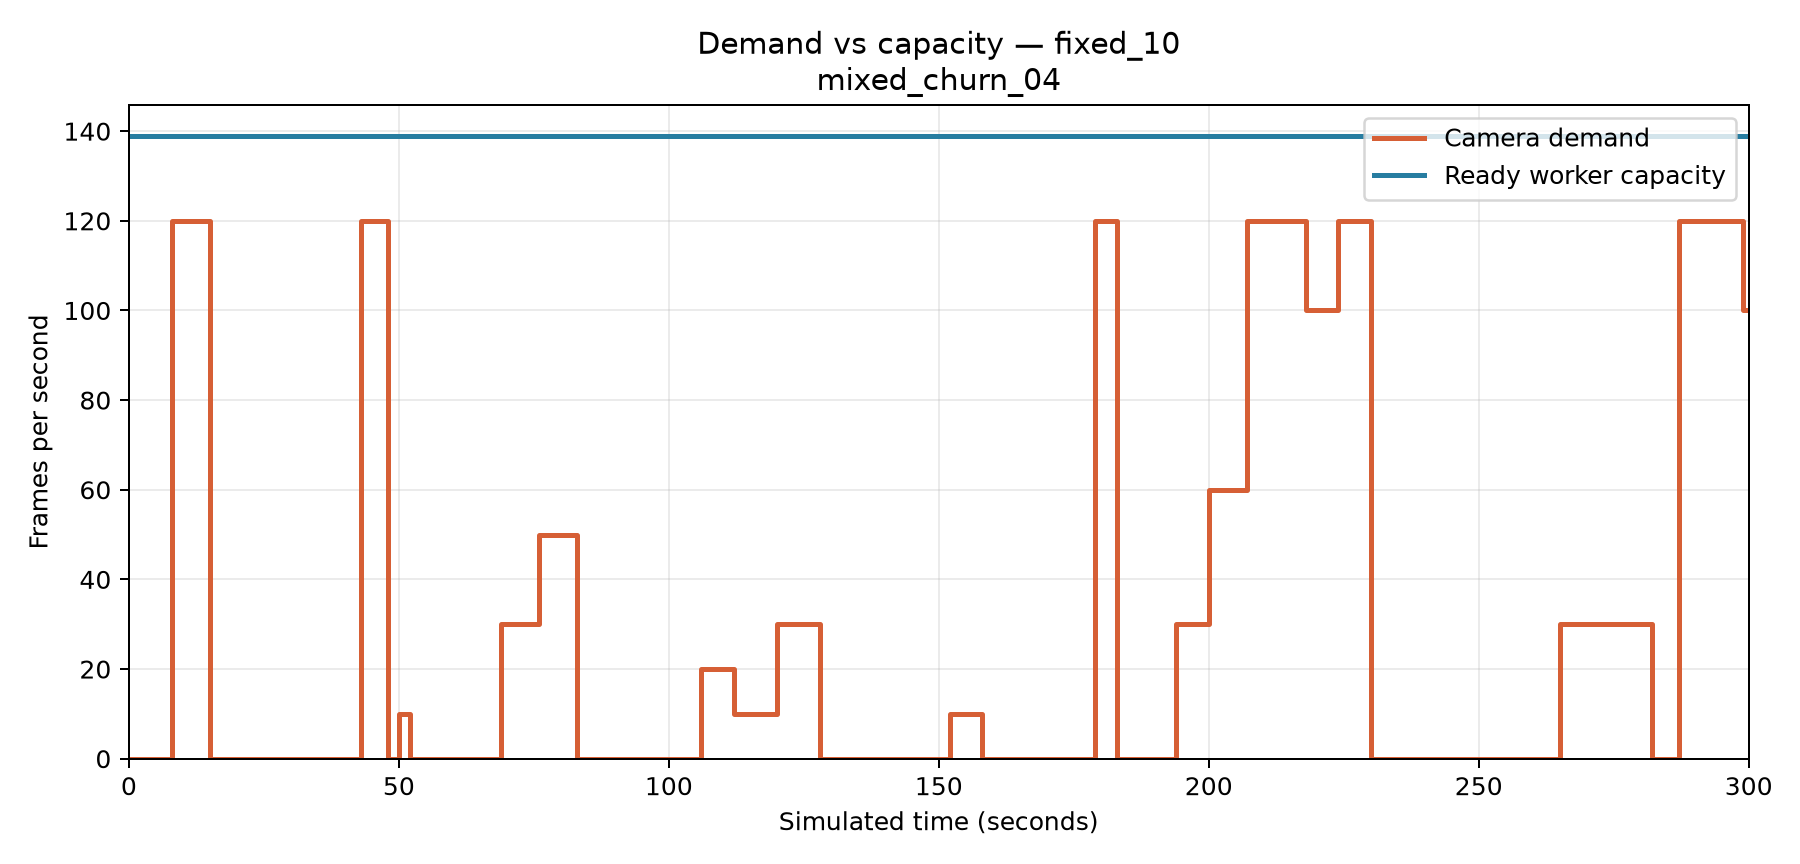 Demand vs capacity — fixed_10
mixed_churn_04
Camera demand
Ready worker capacity
Frames per second
140
120
100
80
60
40
20
0
0 50 100 150 200 250 300
Simulated time (seconds)